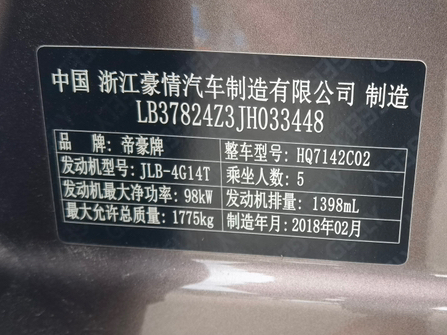 中国 浙江豪情汽车制造有限公司 制造
LB37824Z3JH033448
品牌：帝豪牌 整车型号：HQ7142C02
发动机型号：JLB-4G14T 乘坐人数：5
发动机最大净功率：98kW 发动机排量：1398mL
最大允许总质量：1775kg 制造年月：2018年02月